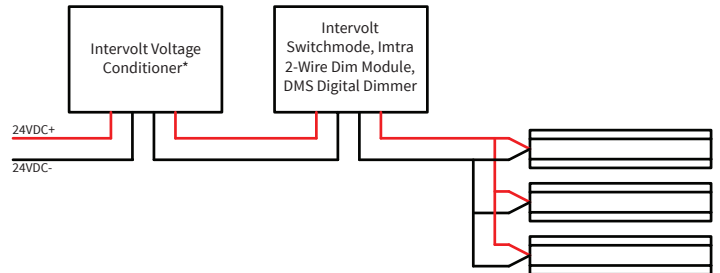 Intervolt Voltage
Conditioner*
Intervolt
Switchmode, Imtra
2-Wire Dim Module,
DMS Digital Dimmer
24VDC+
24VDC-